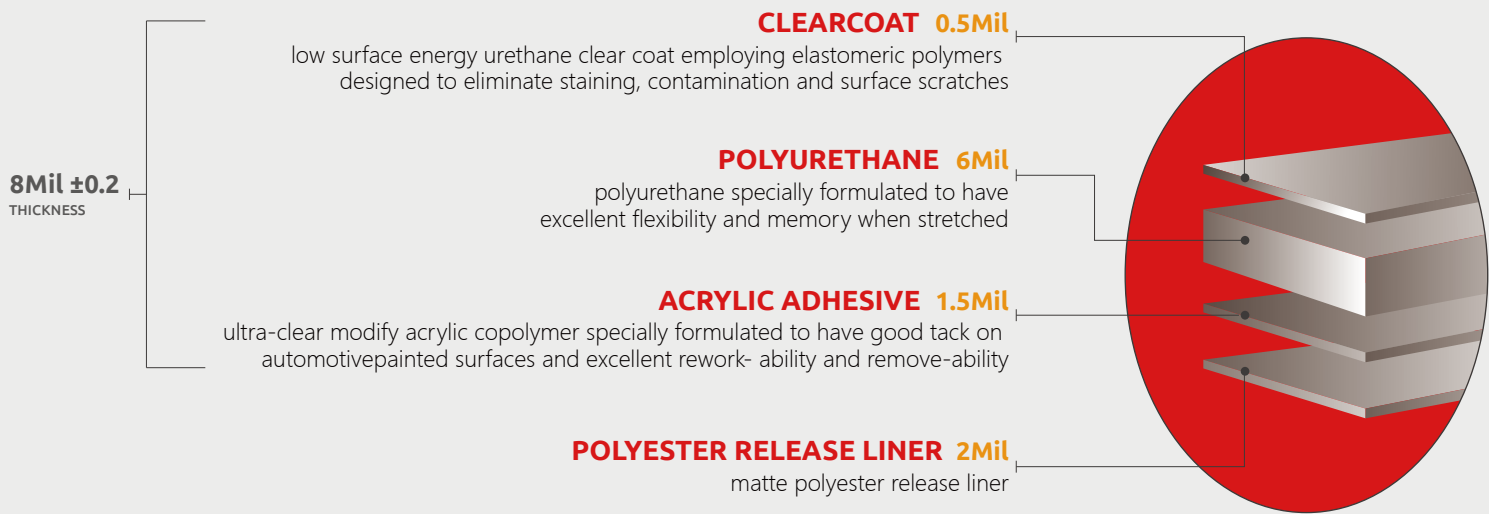 CLEARCOAT 0.5Mil
low surface energy urethane clear coat employing elastomeric polymers
designed to eliminate staining, contamination and surface scratches
8Mil ±0.2
THICKNESS
POLYURETHANE 6Mil
polyurethane specially formulated to have
excellent flexibility and memory when stretched
ACRYLIC ADHESIVE 1.5Mil
ultra-clear modify acrylic copolymer specially formulated to have good tack on
automotivepainted surfaces and excellent rework- ability and remove-ability
POLYESTER RELEASE LINER 2Mil
matte polyester release liner